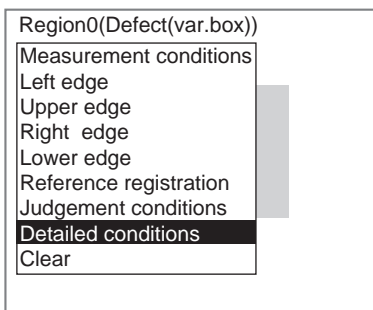 Region0(Defect(var.box))
Measurement conditions
Left edge
Upper edge
Right  edge
Lower edge
Reference registration
Judgement conditions
Detailed conditions
Clear